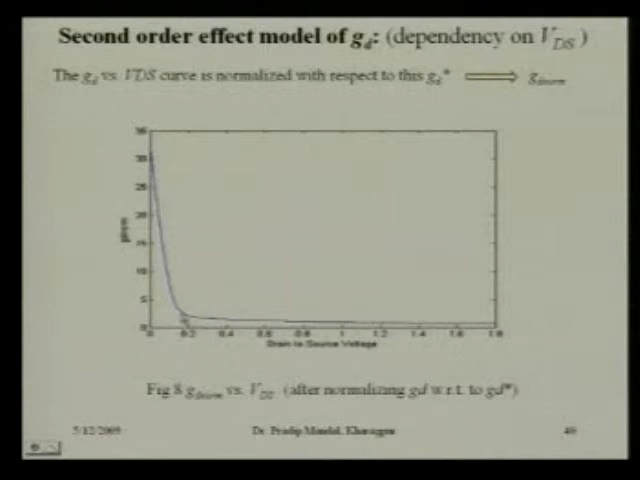 Second order effect model of gd: (dependency on VDS)
The gd vs. VDS curve is normalized with respect to this gd* gdnorm
35
30
25
20
15
10
5
0
0 0.2 0.4 0.6 0.8 1 1.2 1.4 1.6 1.8
Drain to Source Voltage
Fig 8 gdnorm vs. VDS (after normalizing gd w.r.t. to gd*)
5/12/2009 Dr. Pradip Mandal, Kharagpur